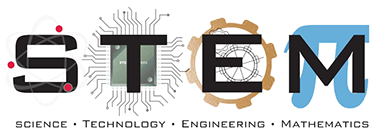 STEM
SCIENCE • TECHNOLOGY • ENGINEERING • MATHEMATICS